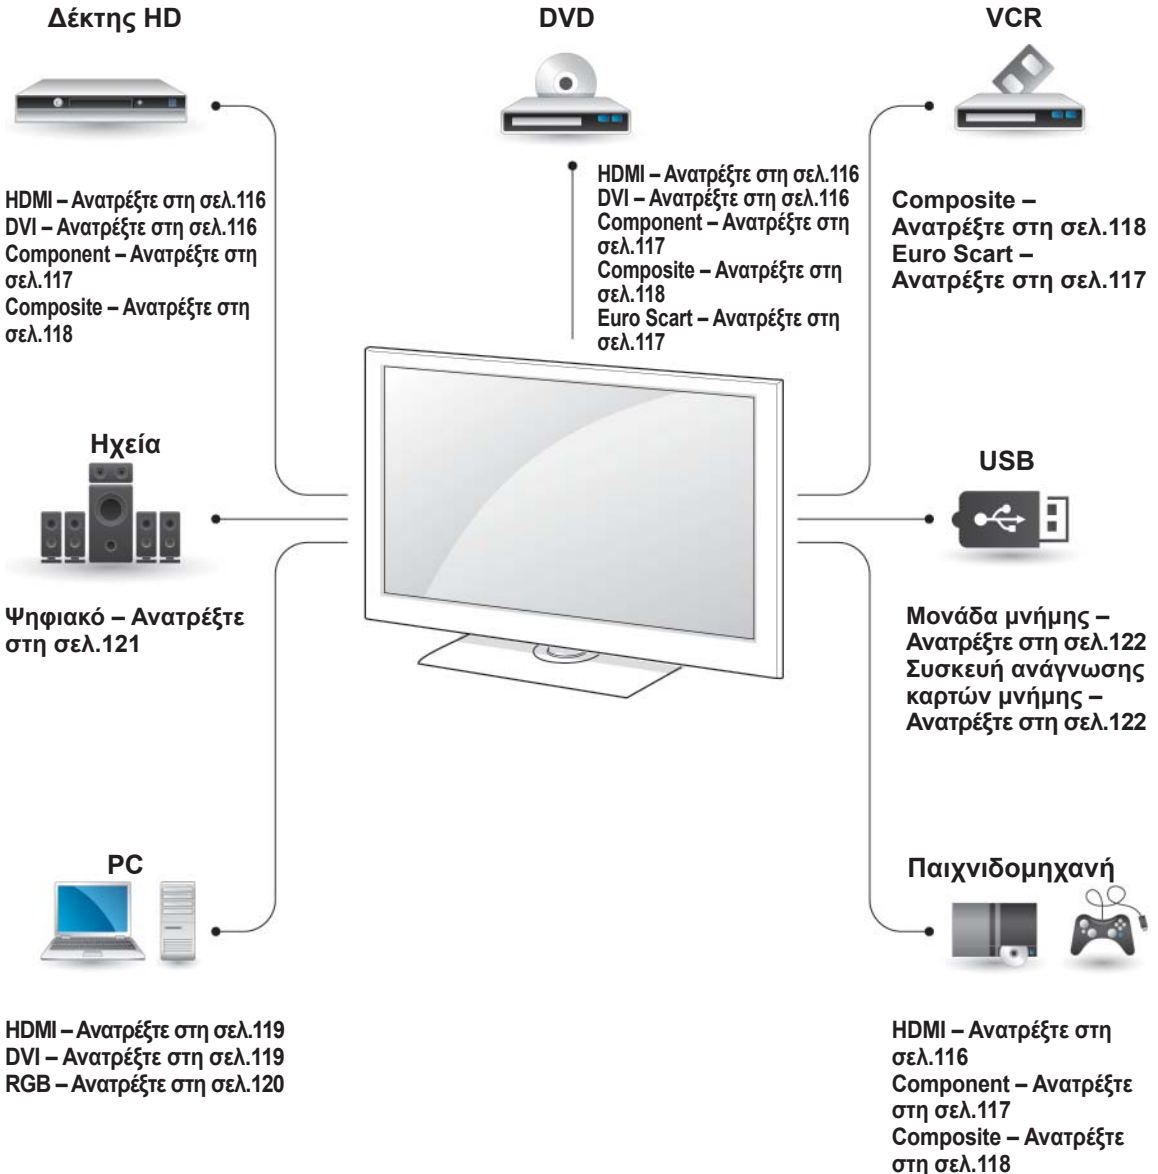 Δέκτης HD
HDMI – Ανατρέξτε στη σελ.116
DVI – Ανατρέξτε στη σελ.116
Component – Ανατρέξτε στη
σελ.117
Composite – Ανατρέξτε στη
σελ.118
DVD
HDMI – Ανατρέξτε στη σελ.116
DVI – Ανατρέξτε στη σελ.116
Component – Ανατρέξτε στη
σελ.117
Composite – Ανατρέξτε στη
σελ.118
Euro Scart – Ανατρέξτε στη
σελ.117
VCR
Composite –
Ανατρέξτε στη σελ.118
Euro Scart –
Ανατρέξτε στη σελ.117
Ηχεία
Ψηφιακό – Ανατρέξτε
στη σελ.121
USB
Μονάδα μνήμης –
Ανατρέξτε στη σελ.122
Συσκευή ανάγνωσης
καρτών μνήμης –
Ανατρέξτε στη σελ.122
PC
HDMI – Ανατρέξτε στη σελ.119
DVI – Ανατρέξτε στη σελ.119
RGB – Ανατρέξτε στη σελ.120
Παιχνιδομηχανή
HDMI – Ανατρέξτε στη
σελ.116
Component – Ανατρέξτε
στη σελ.117
Composite – Ανατρέξτε
στη σελ.118